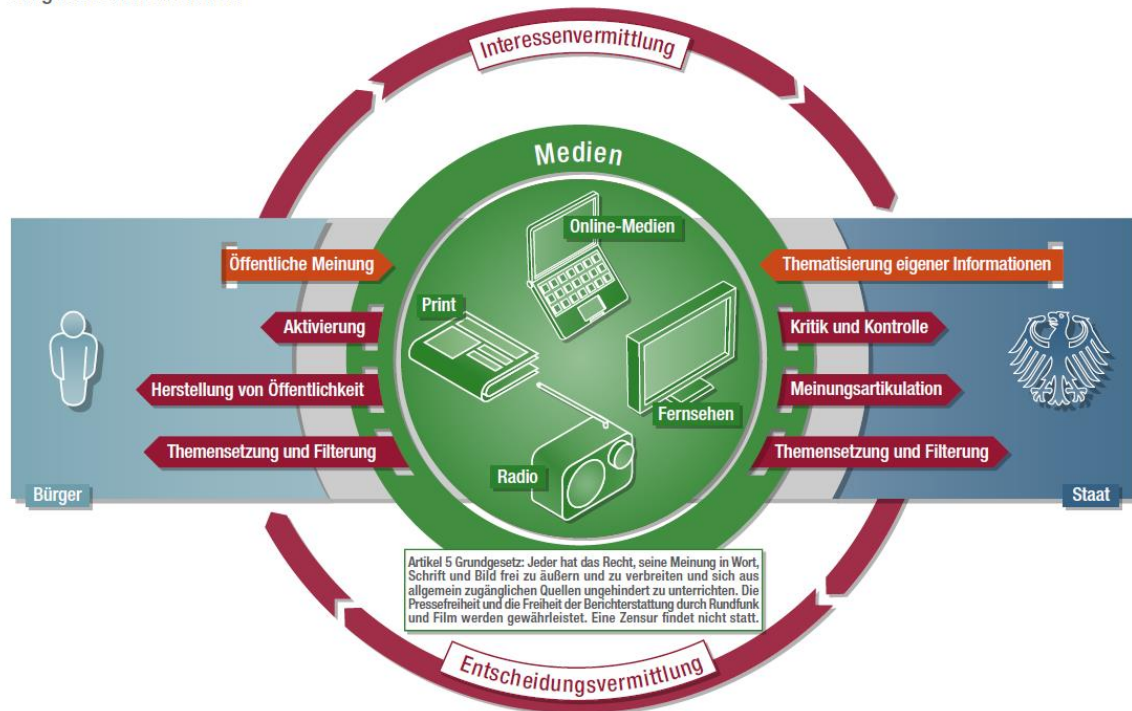 Interessenvermittlung
Medien
Online-Medien
Öffentliche Meinung
Thematisierung eigener Informationen
Print
Aktivierung
Kritik und Kontrolle
Herstellung von Öffentlichkeit
Meinungsartikulation
Fernsehen
Themensetzung und Filterung
Themensetzung und Filterung
Radio
Bürger
Staat
Artikel 5 Grundgesetz: Jeder hat das Recht, seine Meinung in Wort,
Schrift und Bild frei zu äußern und zu verbreiten und sich aus
allgemein zugänglichen Quellen ungehindert zu unterrichten. Die
Pressefreiheit und die Freiheit der Berichterstattung durch Rundfunk
und Film werden gewährleistet. Eine Zensur findet nicht statt.
Entscheidungsvermittlung